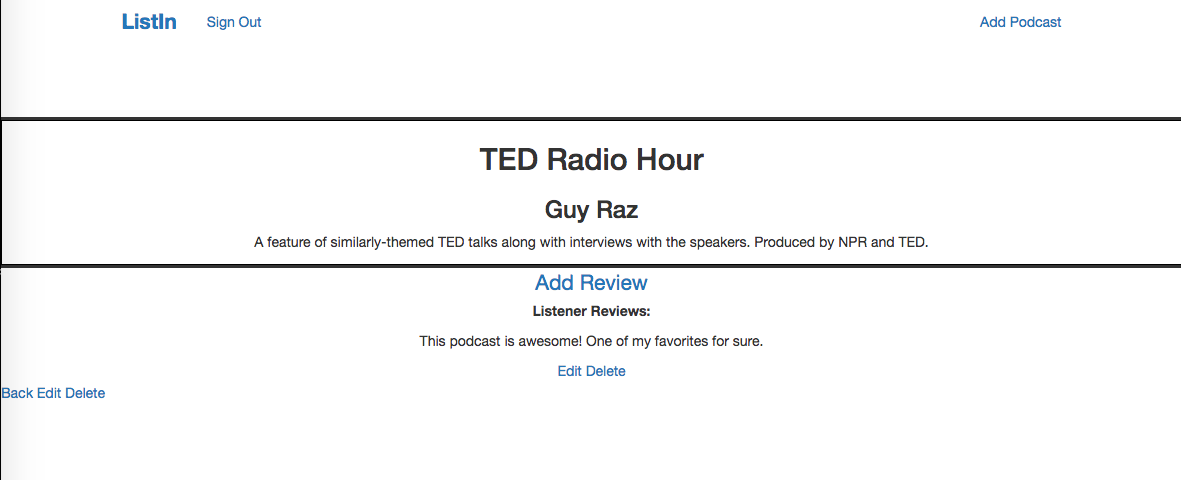 ListIn Sign Out Add Podcast
TED Radio Hour
Guy Raz
A feature of similarly-themed TED talks along with interviews with the speakers. Produced by NPR and TED.
Add Review
Listener Reviews:
This podcast is awesome! One of my favorites for sure.
Edit Delete
Back Edit Delete